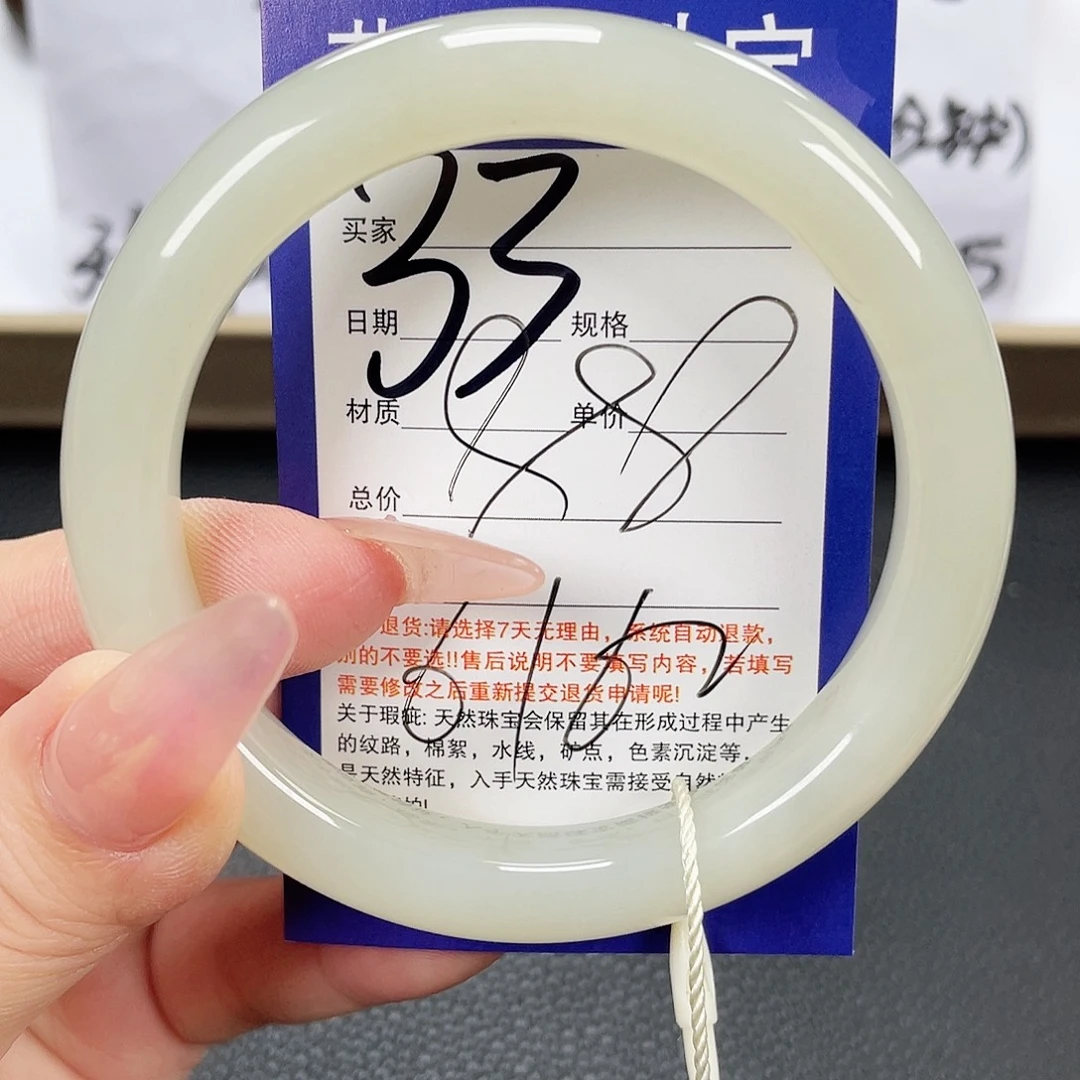 33
买家
日期 规格
材质 单价
总价
988
6150
退货:请选择7天无理由，系统自动退款，
别的不要选!!售后说明不要填写内容，若填写
需要修改之后重新提交退货申请呢!
关于瑕疵: 天然珠宝会保留其在形成过程中产生
的纹路，棉絮，水线，矿点，色素沉淀等.
是天然特征，入手天然珠宝需接受自然
分钟)
5